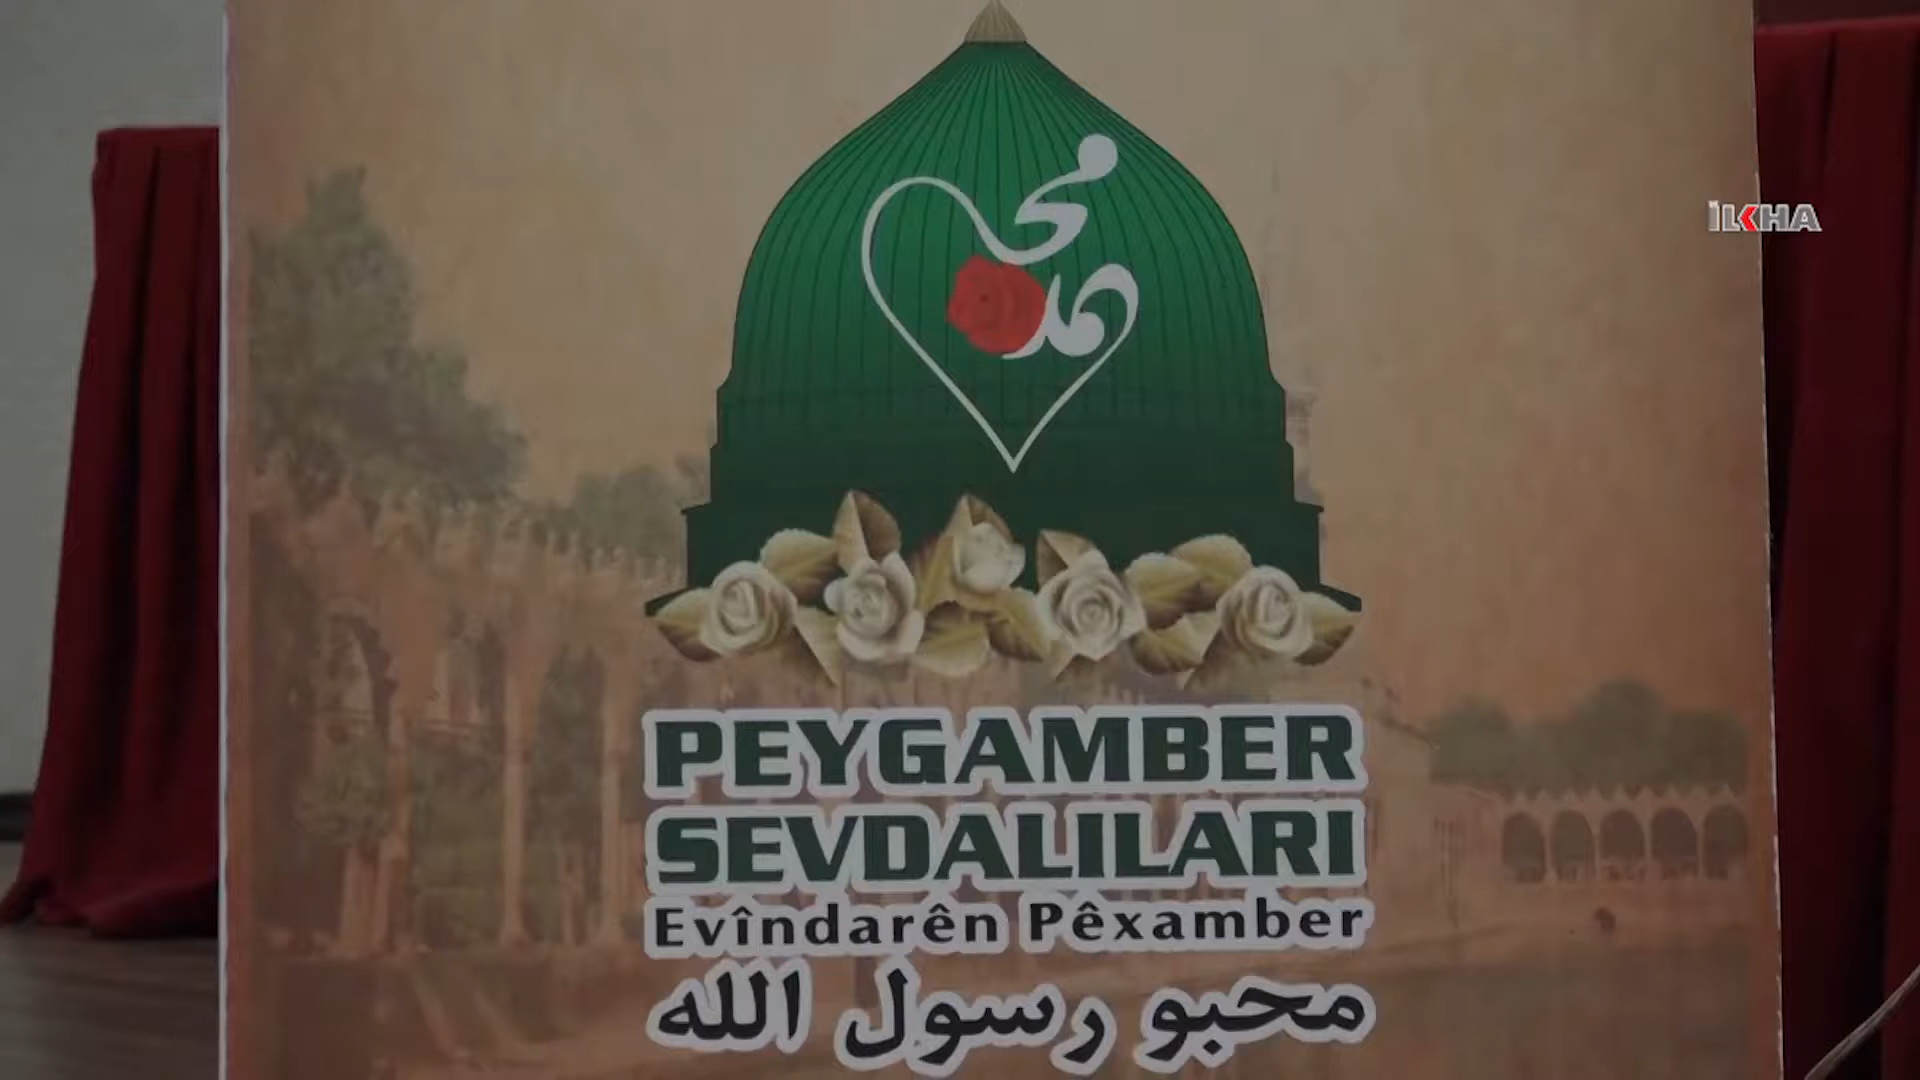 محمد
İLKHA
PEYGAMBER
SEVDALILARI
Evîndarên Pêxamber
محبو رسول الله